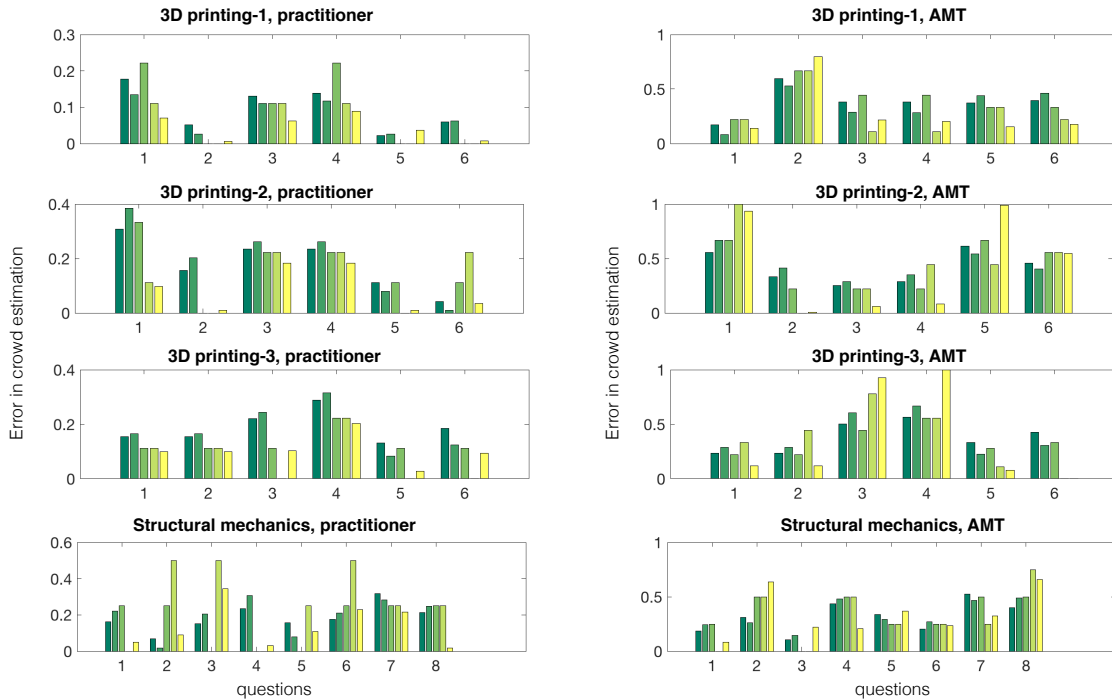 3D printing-1, practitioner
0.3
0.2
0.1
0
1 2 3 4 5 6
3D printing-2, practitioner
0.4
0.2
0
1 2 3 4 5 6
3D printing-3, practitioner
0.4
0.2
0
1 2 3 4 5 6
Structural mechanics, practitioner
0.6
0.4
0.2
0
1 2 3 4 5 6 7 8
questions
Error in crowd estimation
3D printing-1, AMT
1
0.5
0
1 2 3 4 5 6
3D printing-2, AMT
1
0.5
0
1 2 3 4 5 6
3D printing-3, AMT
1
0.5
0
1 2 3 4 5 6
Structural mechanics, AMT
1
0.5
0
1 2 3 4 5 6 7 8
questions
Error in crowd estimation